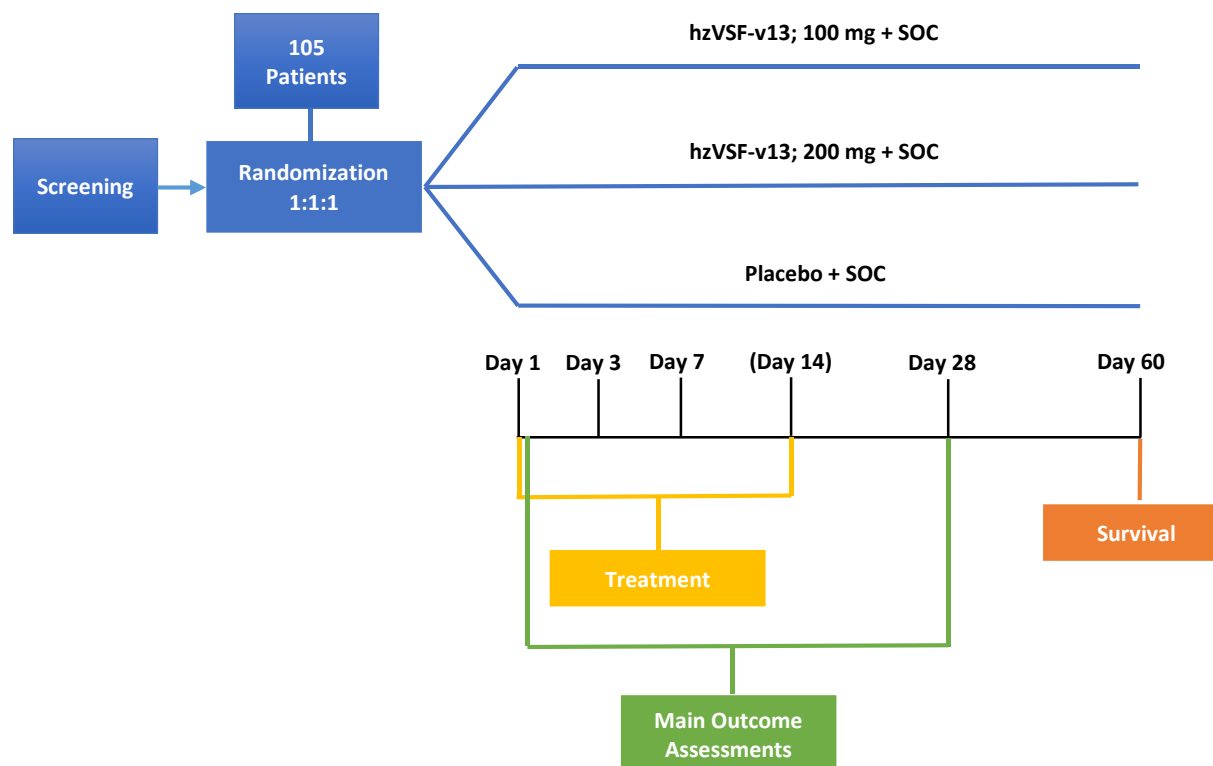 105
Patients
Screening
Randomization
1:1:1
hzVSF-v13; 100 mg + SOC
hzVSF-v13; 200 mg + SOC
Placebo + SOC
Day 1 Day 3 Day 7 (Day 14) Day 28 Day 60
Treatment
Survival
Main Outcome
Assessments